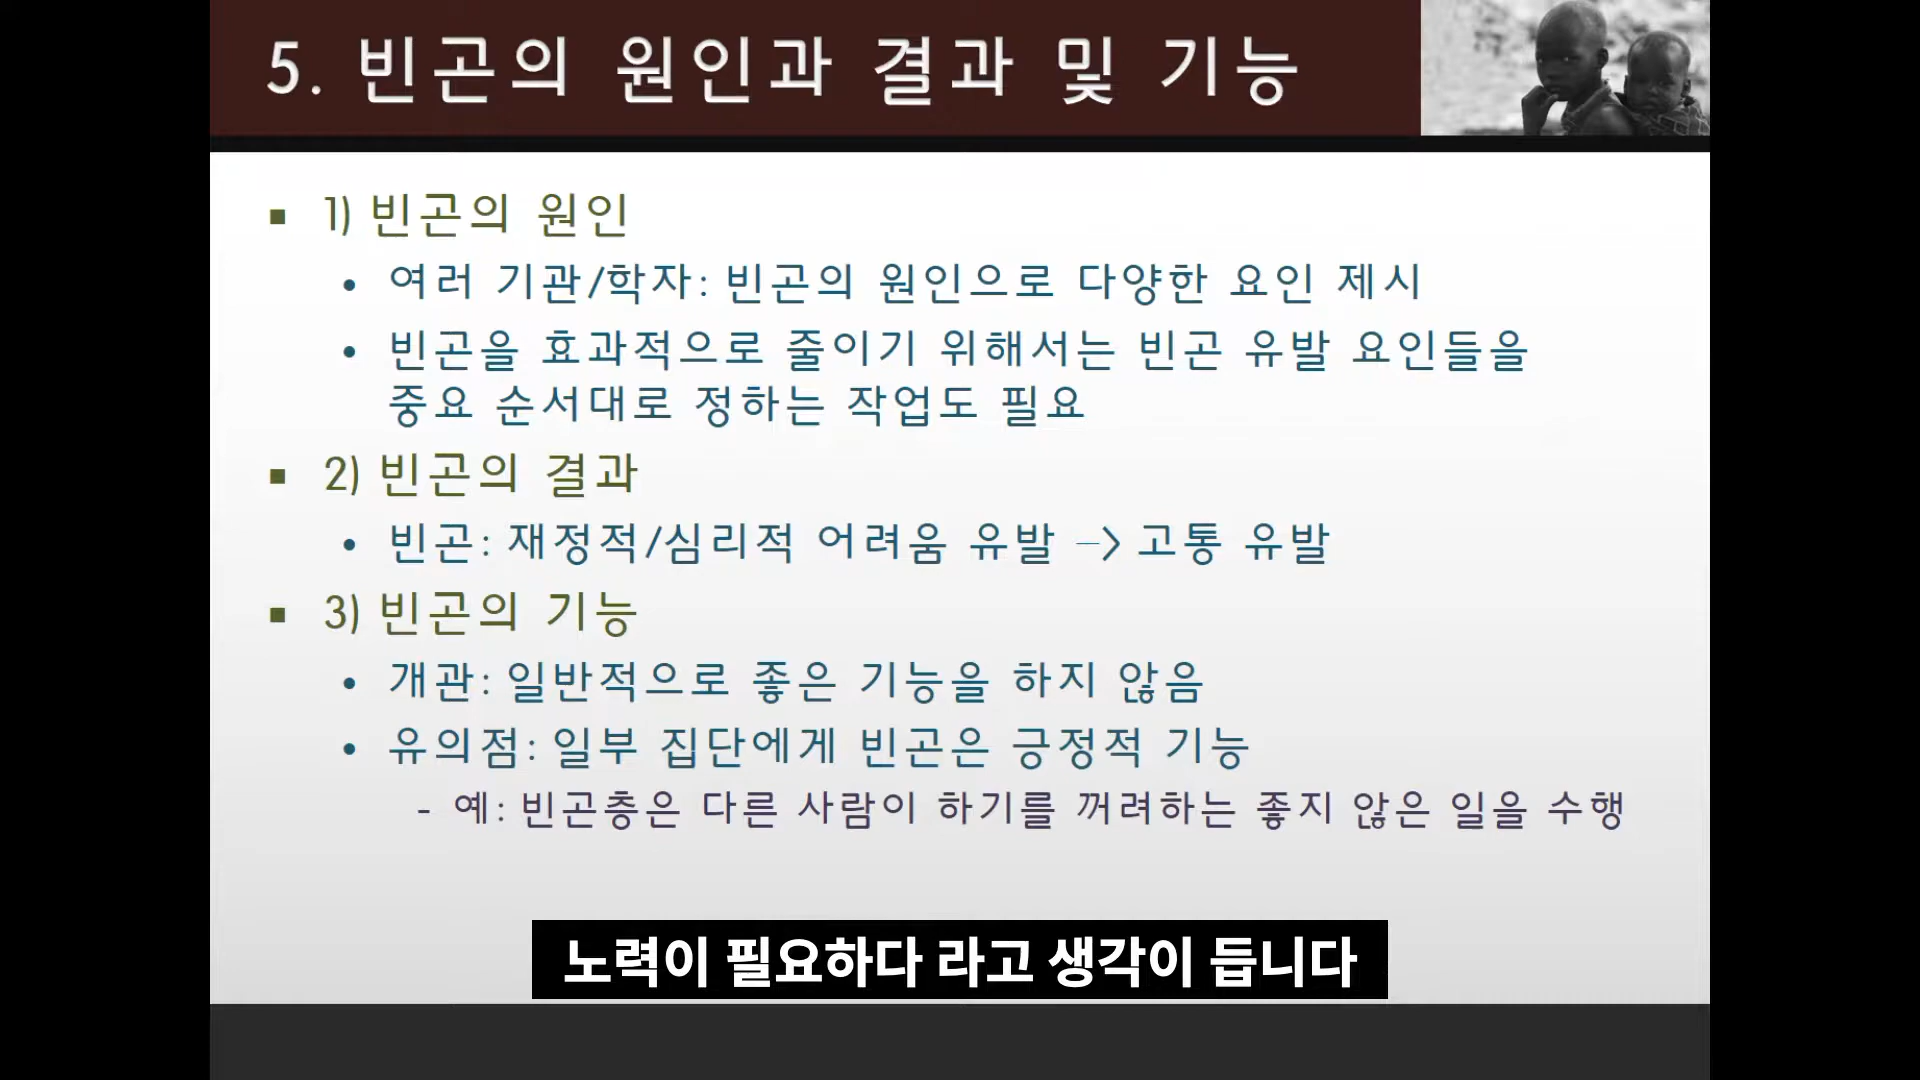 5. 빈곤의 원인과 결과 및 기능
▪ 1) 빈곤의 원인
• 여러 기관/학자: 빈곤의 원인으로 다양한 요인 제시
• 빈곤을 효과적으로 줄이기 위해서는 빈곤 유발 요인들을
중요 순서대로 정하는 작업도 필요
▪ 2) 빈곤의 결과
• 빈곤: 재정적/심리적 어려움 유발 –> 고통 유발
▪ 3) 빈곤의 기능
• 개관: 일반적으로 좋은 기능을 하지 않음
• 유의점: 일부 집단에게 빈곤은 긍정적 기능
- 예: 빈곤층은 다른 사람이 하기를 꺼려하는 좋지 않은 일을 수행
노력이 필요하다 라고 생각이 듭니다